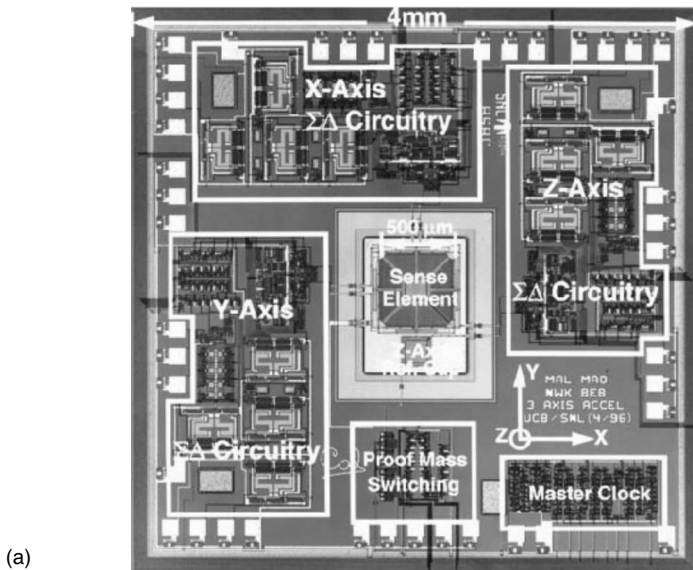 4mm
X-Axis
ΣΔ Circuitry
Z-Axis
ΣΔ Circuitry
500 μm
Sense
Element
Y-Axis
ΣΔ Circuitry
Y
Z
X
MAL MAO
NWK BEB
3 AXIS ACCEL
UCB/SNL(4/96)
Proof Mass
Switching
Master Clock
(a)